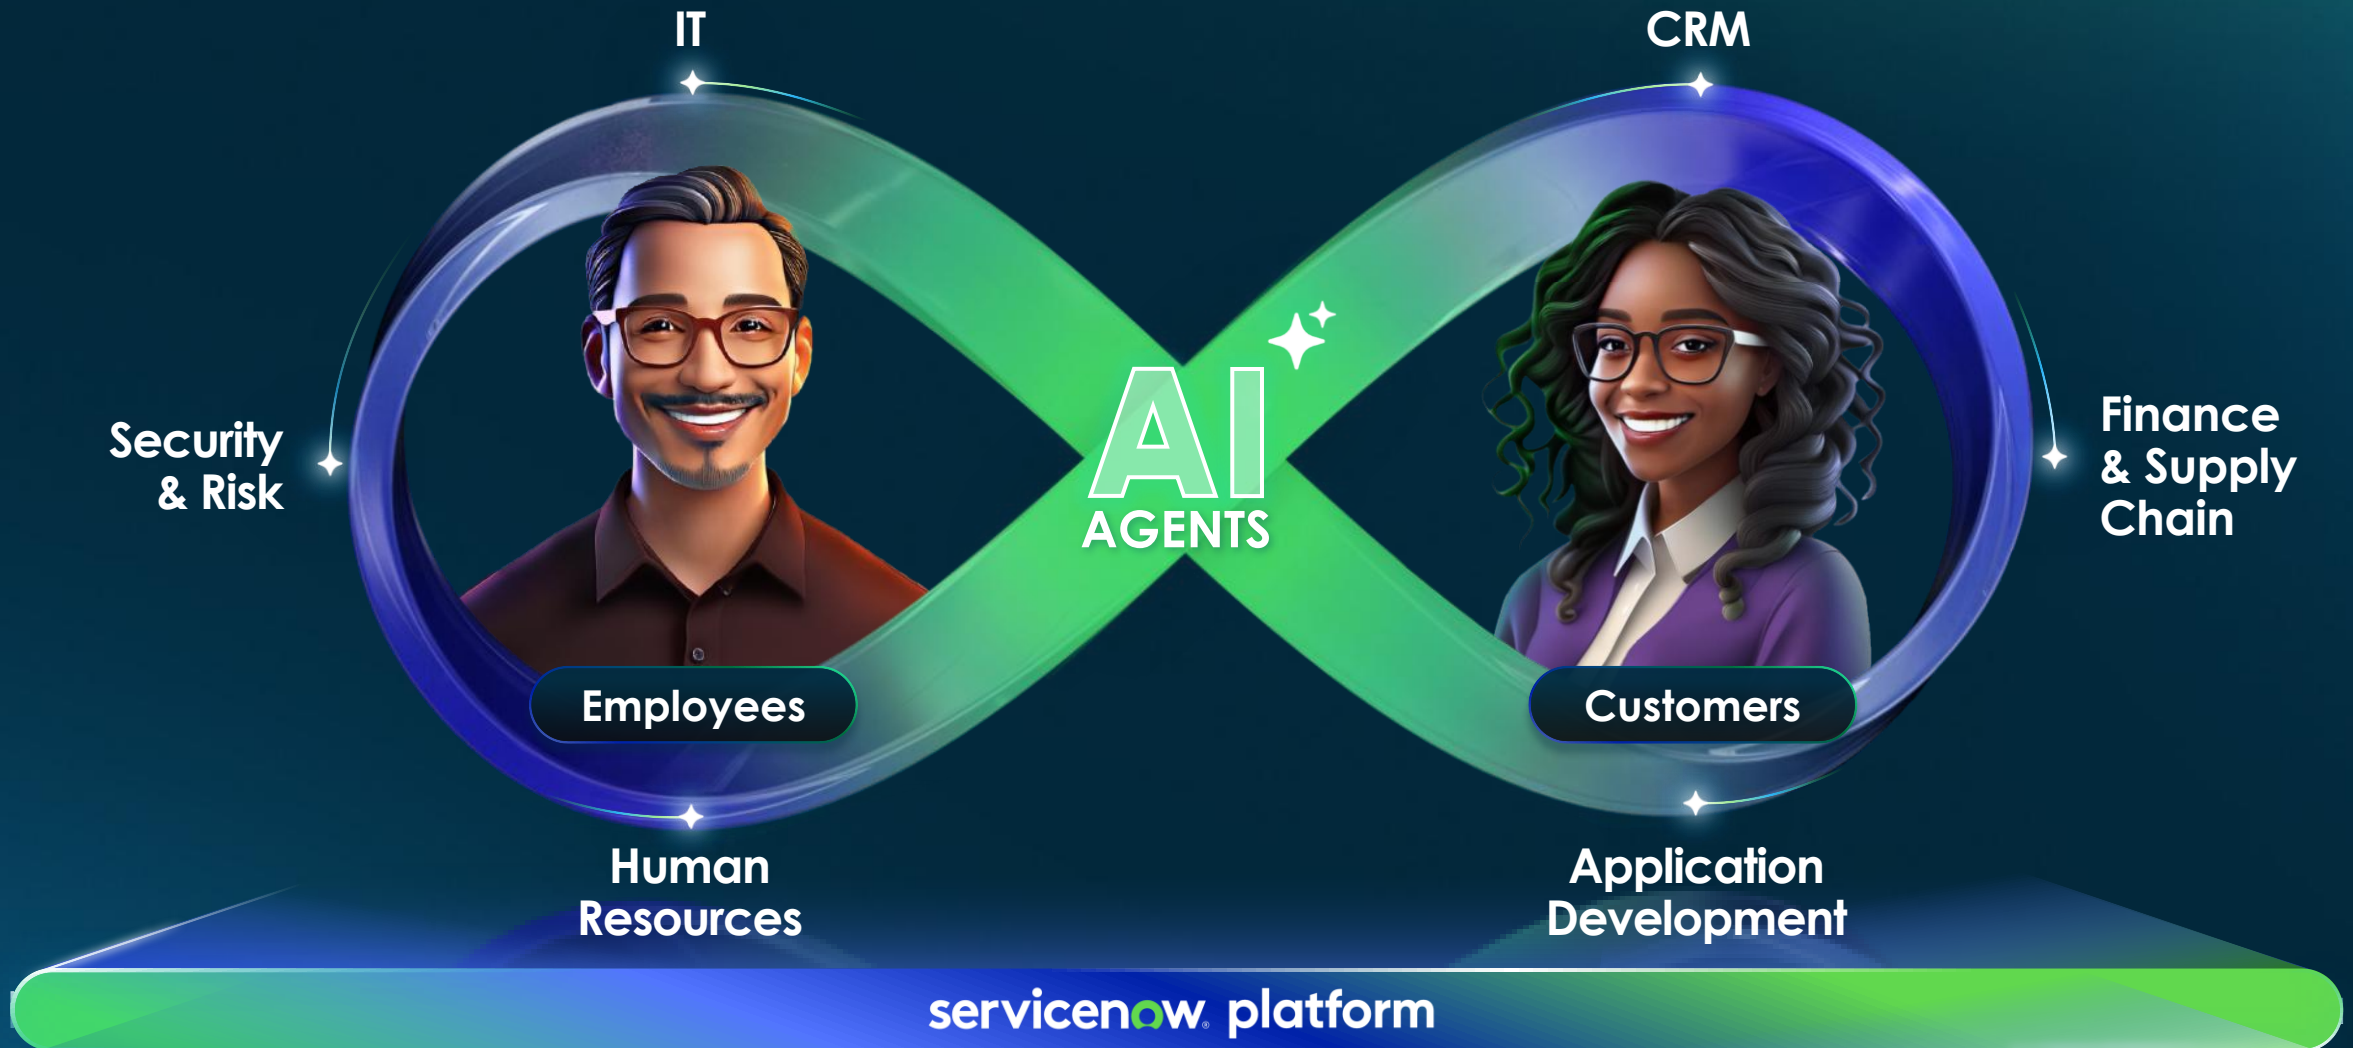 IT
CRM
Security
& Risk
AI
AGENTS
Finance
& Supply
Chain
Employees
Customers
Human
Resources
Application
Development
servicenow® platform